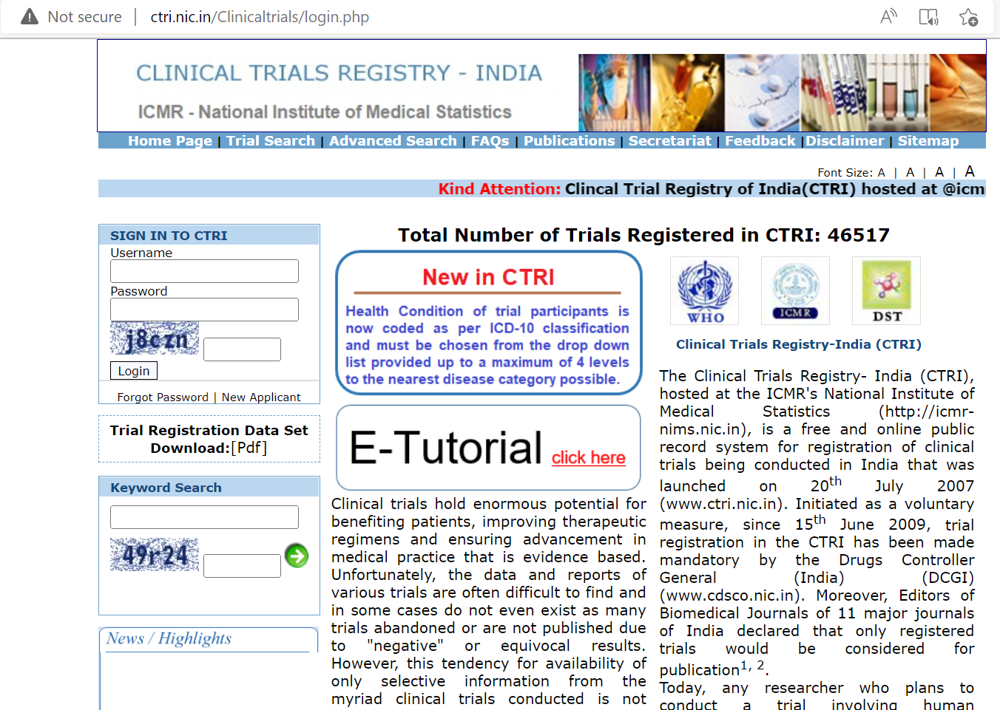 Not secure | ctri.nic.in/Clinicaltrials/login.php
CLINICAL TRIALS REGISTRY - INDIA
ICMR - National Institute of Medical Statistics
Home Page | Trial Search | Advanced Search | FAQs | Publications | Secretariat | Feedback |Disclaimer | Sitemap
Font Size: A | A | A | A
Kind Attention: Clincal Trial Registry of India(CTRI) hosted at @icm
SIGN IN TO CTRI
Username
Password
j8czn
Login
Forgot Password | New Applicant
Trial Registration Data Set
Download:[Pdf]
Keyword Search
49r24
News / Highlights
Total Number of Trials Registered in CTRI: 46517
New in CTRI
Health Condition of trial participants is
now coded as per ICD-10 classification
and must be chosen from the drop down
list provided up to a maximum of 4 levels
to the nearest disease category possible.
E-Tutorial click here
Clinical trials hold enormous potential for
benefiting patients, improving therapeutic
regimens and ensuring advancement in
medical practice that is evidence based.
Unfortunately, the data and reports of
various trials are often difficult to find and
in some cases do not even exist as many
trials abandoned or are not published due
to "negative" or equivocal results.
However, this tendency for availability of
only selective information from the
myriad clinical trials conducted is not
WHO
ICMR
DST
Clinical Trials Registry-India (CTRI)
The Clinical Trials Registry- India (CTRI),
hosted at the ICMR's National Institute of
Medical Statistics (http://icmr-
nims.nic.in), is a free and online public
record system for registration of clinical
trials being conducted in India that was
launched on 20th July 2007
(www.ctri.nic.in). Initiated as a voluntary
measure, since 15th June 2009, trial
registration in the CTRI has been made
mandatory by the Drugs Controller
General (India) (DCGI)
(www.cdsco.nic.in). Moreover, Editors of
Biomedical Journals of 11 major journals
of India declared that only registered
trials would be considered for
publication1, 2.
Today, any researcher who plans to
conduct a trial involving human